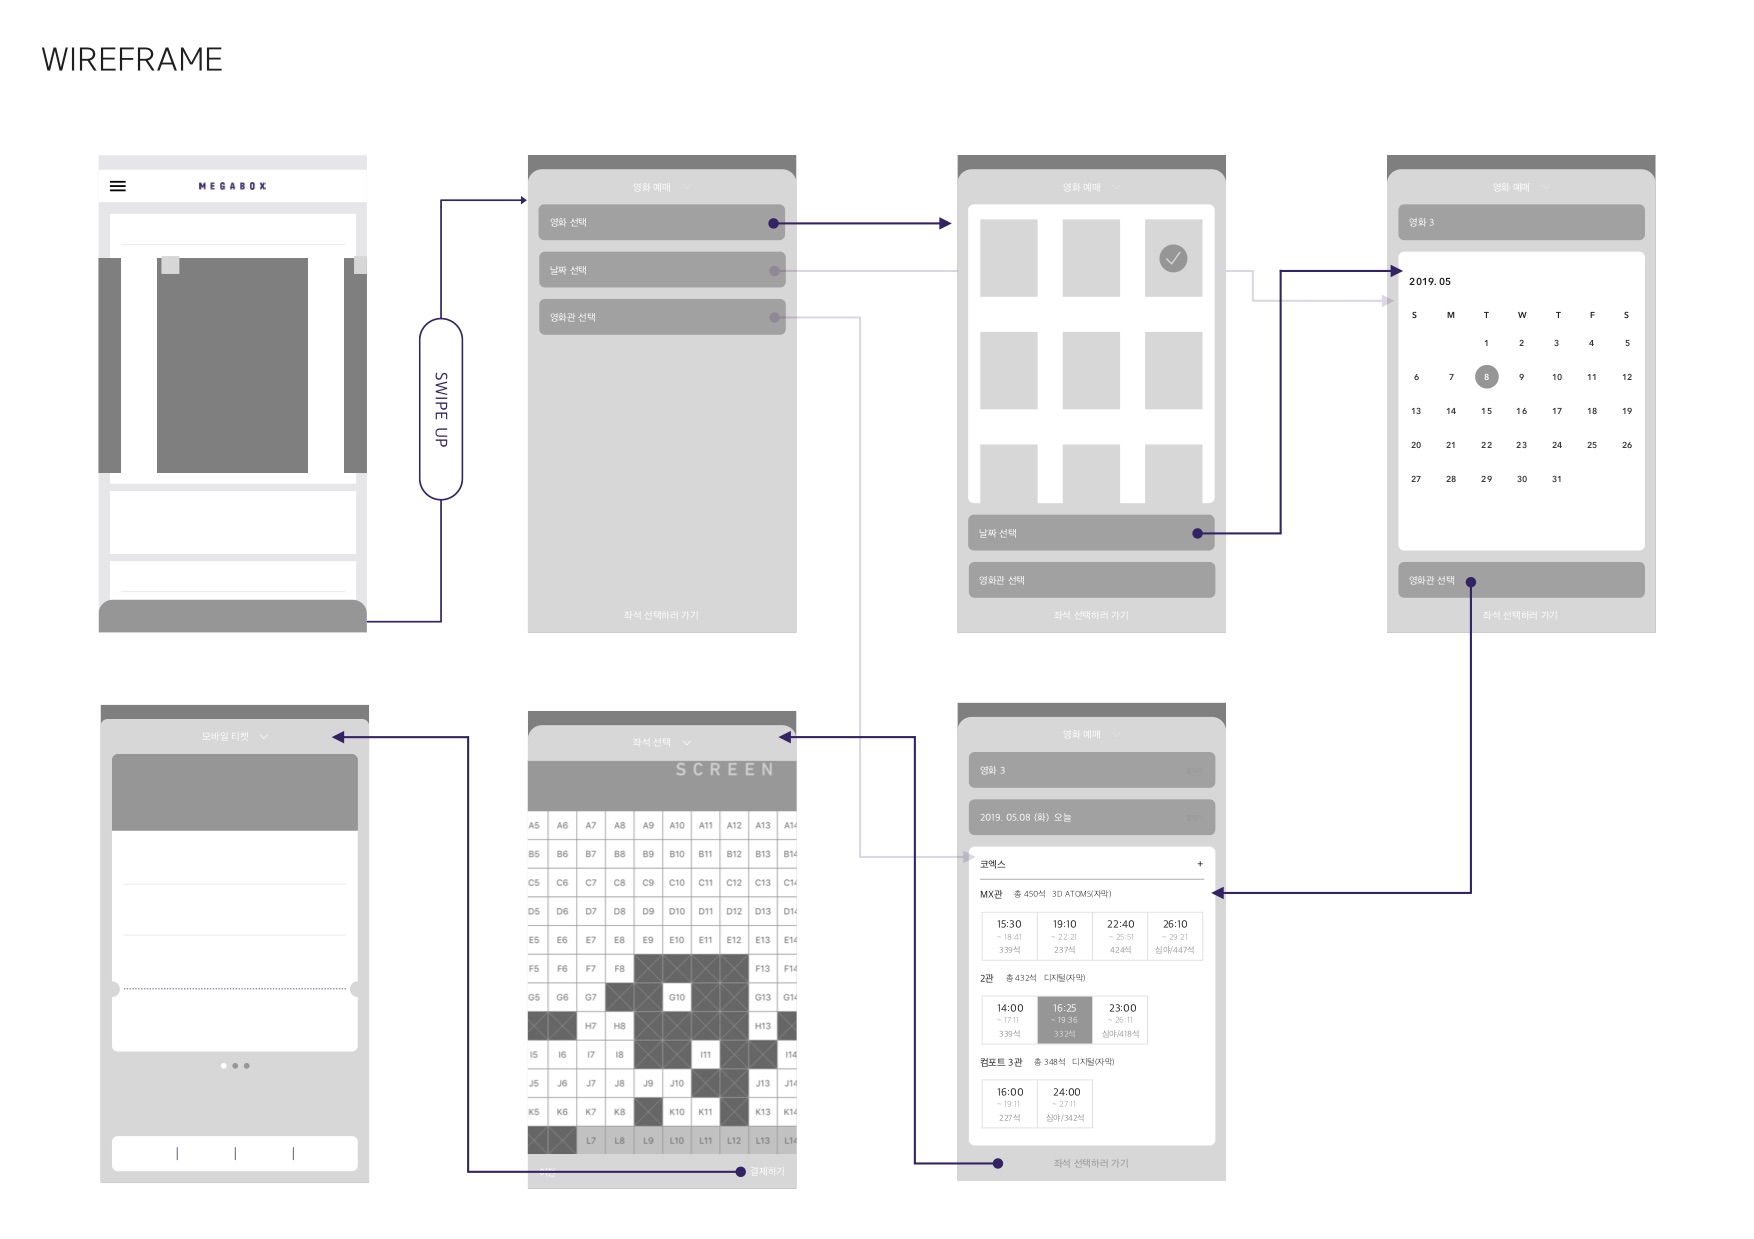 WIREFRAME
MEGABOX
SWIPE UP
영화 예매
영화 선택
날짜 선택
영화관 선택
좌석 선택하러 가기
영화 예매
날짜 선택
영화관 선택
좌석 선택하러 가기
영화 예매
영화 3
2019. 05
S M T W T F S
1 2 3 4 5
6 7 8 9 10 11 12
13 14 15 16 17 18 19
20 21 22 23 24 25 26
27 28 29 30 31
영화관 선택
좌석 선택하러 가기
모바일 티켓
좌석 선택
SCREEN
A5 A6 A7 A8 A9 A10 A11 A12 A13 A14
B5 B6 B7 B8 B9 B10 B11 B12 B13 B14
C5 C6 C7 C8 C9 C10 C11 C12 C13 C14
D5 D6 D7 D8 D9 D10 D11 D12 D13 D14
E5 E6 E7 E8 E9 E10 E11 E12 E13 E14
F5 F6 F7 F8 F13 F14
G5 G6 G7 G10 G13 G14
H7 H8 H13
I5 I6 I7 I8 I11 I14
J5 J6 J7 J8 J9 J10 J13 J14
K5 K6 K7 K8 K10 K11 K13 K14
L7 L8 L9 L10 L11 L12 L13 L14
결제하기
영화 예매
영화 3
2019. 05.08 (화) 오늘
코엑스 +
MX관 총 450석 3D ATOMS(자막)
15:30 19:10 22:40 26:10
~ 18:41 ~ 22:21 ~ 25:51 ~ 29:21
339석 237석 424석 심야/447석
2관 총 432석 디지털(자막)
14:00 16:25 23:00
~ 17:11 ~ 19:36 ~ 26:11
339석 332석 심야/418석
컴포트 3관 총 348석 디지털(자막)
16:00 24:00
~ 19:11 ~ 27:11
227석 심야/342석
좌석 선택하러 가기